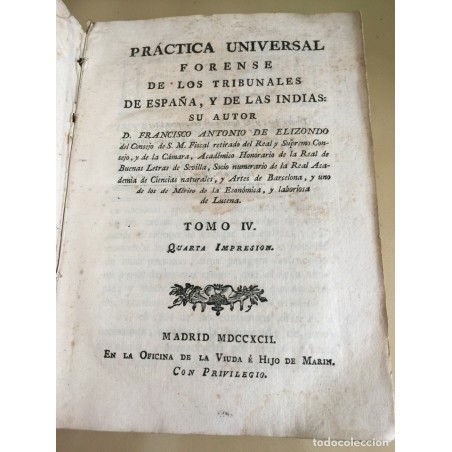 PRÁCTICA UNIVERSAL
FORENSE
DE LOS TRIBUNALES
DE ESPAÑA, Y DE LAS INDIAS:
SU AUTOR
D. FRANCISCO ANTONIO DE ELIZONDO
del Consejo de S. M. Fiscal retirado del Real y Supremo Con-
sejo, y de la Cámara, Académico Honorario de la Real de
Buenas Letras de Sevilla, Socio numerario de la Real Aca-
demia de Ciencias naturales, y Artes de Barcelona, y uno
de los de Mérito de la Económica, y laboriosa
de Lucena.
TOMO IV.
QUARTA IMPRESION.
MADRID MDCCXCII.
EN LA OFICINA DE LA VIUDA É HIJO DE MARIN.
CON PRIVILEGIO.
todocoleccion